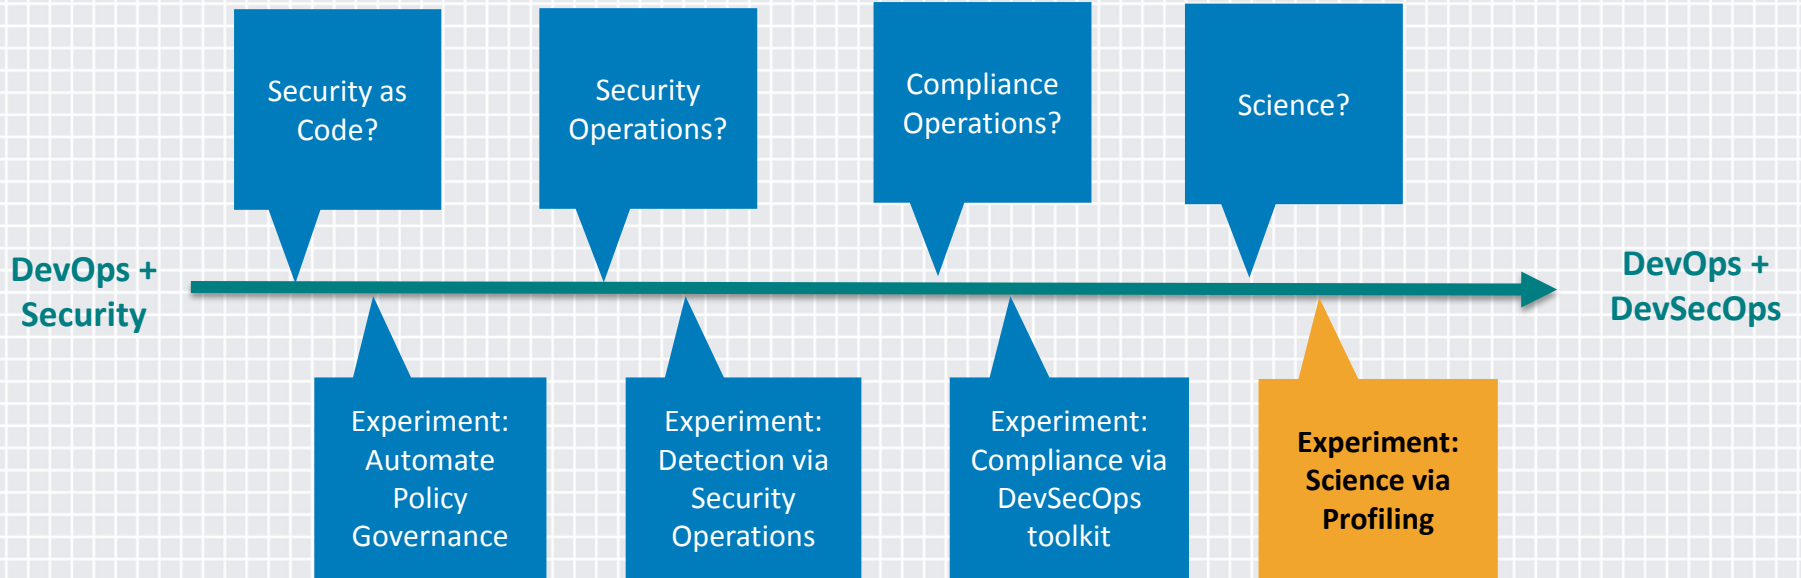 Security as
Code?
Security
Operations?
Compliance
Operations?
Science?
DevOps +
Security
DevOps +
DevSecOps
Experiment:
Automate
Policy
Governance
Experiment:
Detection via
Security
Operations
Experiment:
Compliance via
DevSecOps
toolkit
Experiment:
Science via
Profiling